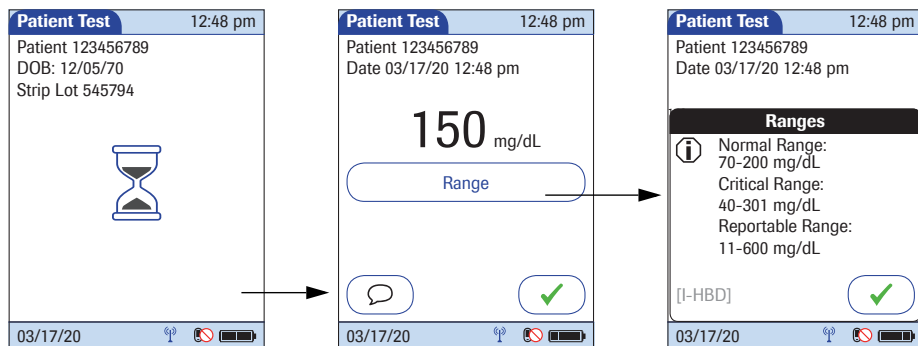 Patient Test 12:48 pm
Patient 123456789
DOB: 12/05/70
Strip Lot 545794
03/17/20
Patient Test 12:48 pm
Patient 123456789
Date 03/17/20 12:48 pm
150 mg/dL
Range
03/17/20
Patient Test 12:48 pm
Patient 123456789
Date 03/17/20 12:48 pm
Ranges
Normal Range:
70-200 mg/dL
Critical Range:
40-301 mg/dL
Reportable Range:
11-600 mg/dL
[I-HBD]
03/17/20